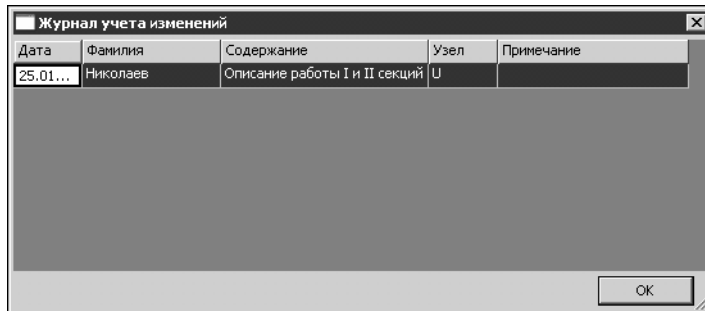 Журнал учета изменений
Дата Фамилия Содержание Узел Примечание
25.01... Николаев Описание работы I и II секций U
OK